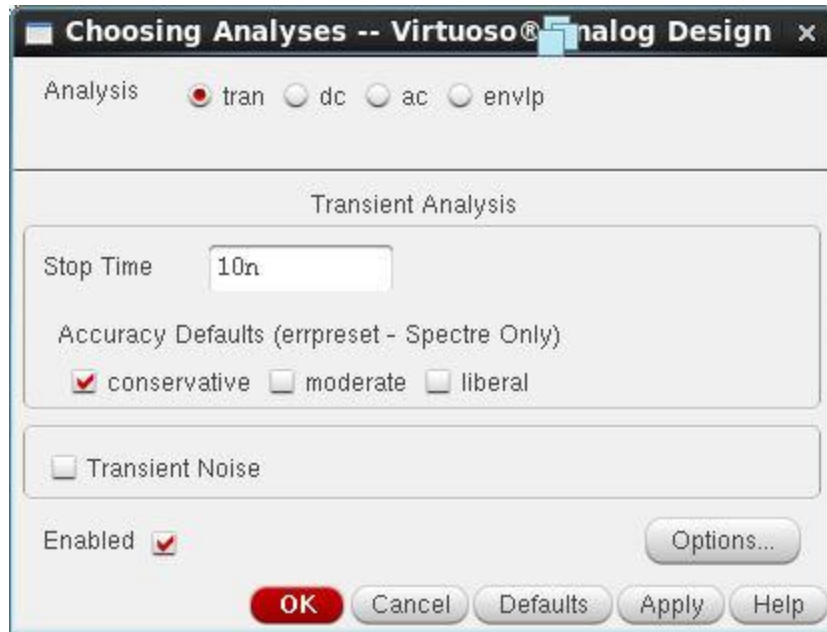 Choosing Analyses -- Virtuoso® nalog Design
Analysis tran dc ac envlp
Transient Analysis
Stop Time 10n
Accuracy Defaults (errpreset - Spectre Only)
conservative moderate liberal
Transient Noise
Enabled Options...
OK Cancel Defaults Apply Help